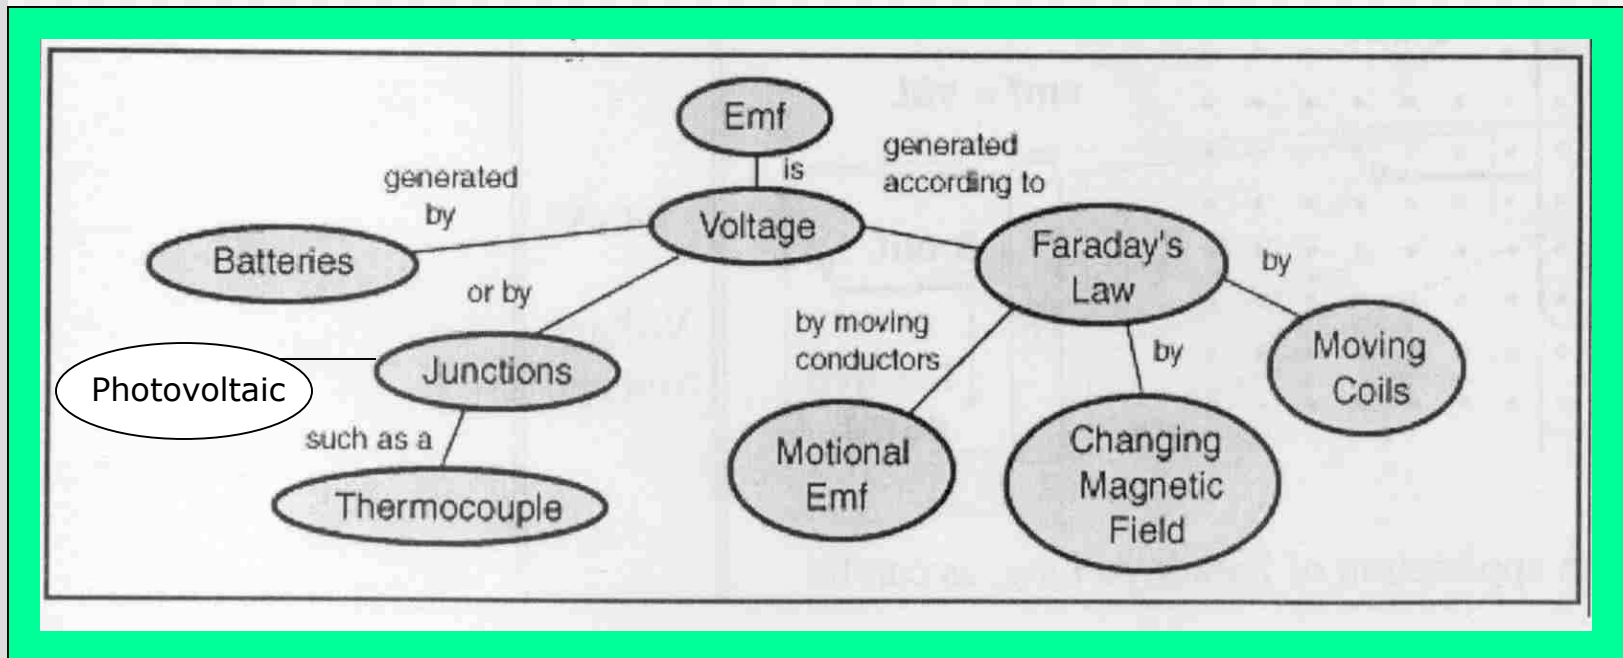 Emf
is
generated
according to
generated
by
Voltage
Batteries
Faraday's
Law
by
or by
by moving
conductors
by
Moving
Coils
Photovoltaic
Junctions
such as a
Thermocouple
Motional
Emf
Changing
Magnetic
Field